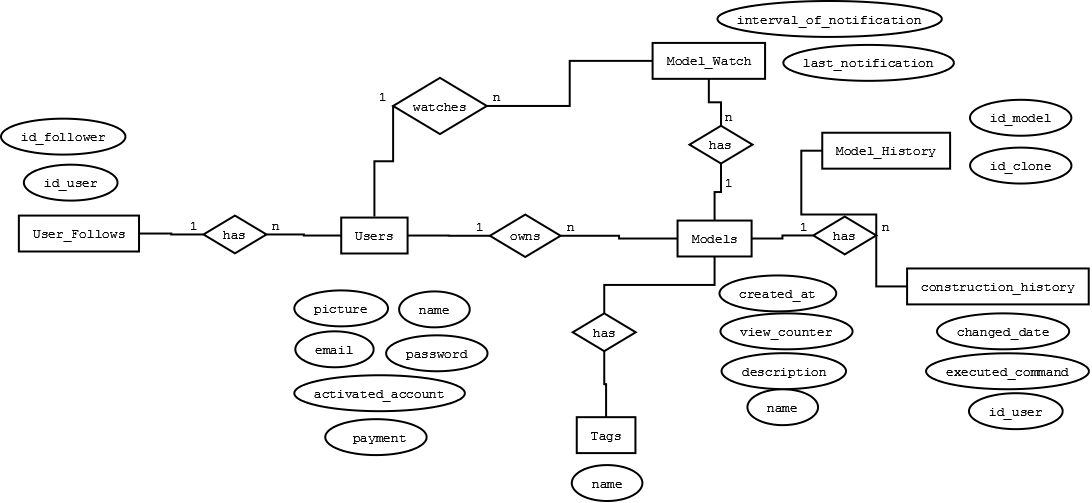 interval_of_notification
last_notification
Model_Watch
1
watches
n
n
has
1
id_follower
id_user
User_Follows
1
has
n
Users
1
owns
n
Models
1
has
n
Model_History
id_model
id_clone
construction_history
changed_date
executed_command
id_user
picture
name
email
password
activated_account
payment
has
Tags
name
created_at
view_counter
description
name